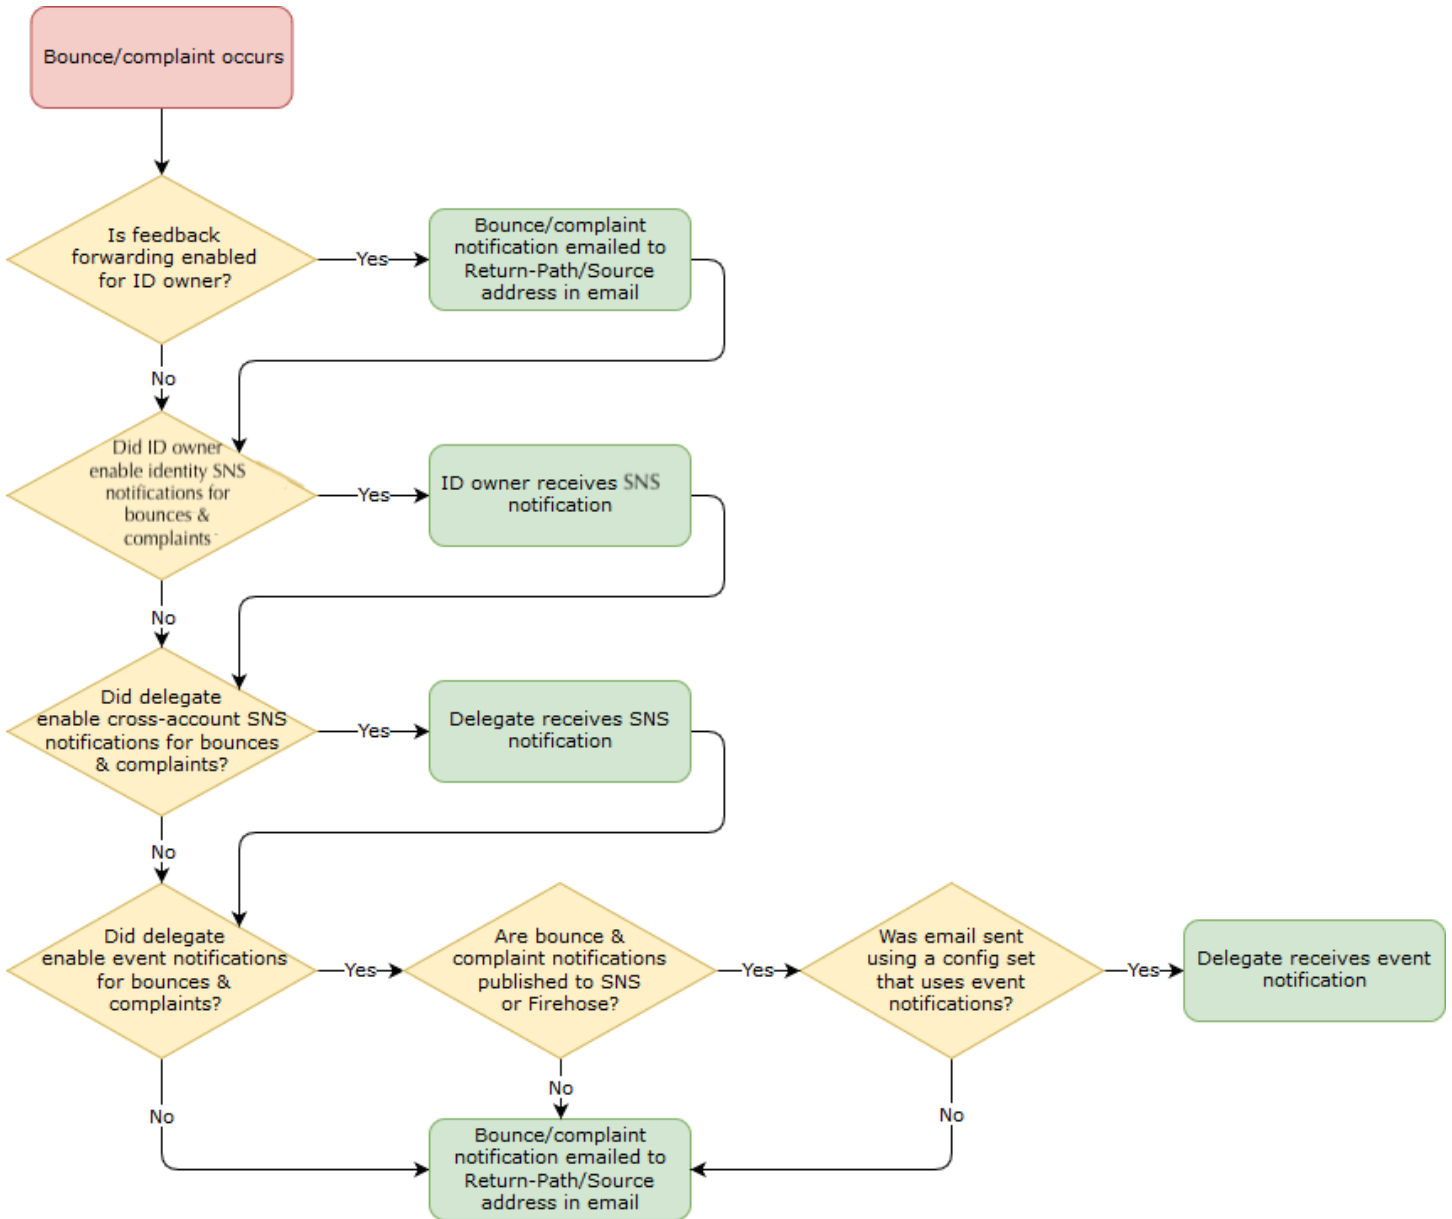 Bounce/complaint occurs
Is feedback
forwarding enabled
for ID owner?
Yes
Bounce/complaint
notification emailed to
Return-Path/Source
address in email
No
Did ID owner
enable identity SNS
notifications for
bounces &
complaints
Yes
ID owner receives SNS
notification
No
Did delegate
enable cross-account SNS
notifications for bounces
& complaints?
Yes
Delegate receives SNS
notification
No
Did delegate
enable event notifications
for bounces &
complaints?
Yes
Are bounce &
complaint notifications
published to SNS
or Firehose?
Yes
Was email sent
using a config set
that uses event
notifications?
Yes
Delegate receives event
notification
No
No
No
Bounce/complaint
notification emailed to
Return-Path/Source
address in email